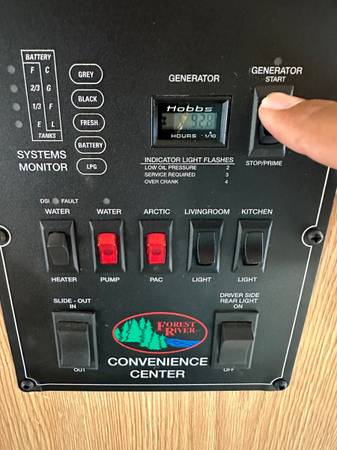 BATTERY
F C
2/3 G
1/3 F
E L
TANKS
SYSTEMS
MONITOR
GREY
BLACK
FRESH
BATTERY
LPG
GENERATOR
Hobbs
HOURS 1/10
INDICATOR LIGHT FLASHES
LOW OIL PRESSURE 2
SERVICE REQUIRED 3
OVER CRANK 4
GENERATOR
START
STOP/PRIME
DSI FAULT
WATER
HEATER
WATER
PUMP
ARCTIC
PAC
LIVINGROOM
LIGHT
KITCHEN
LIGHT
SLIDE - OUT
IN
OUT
FOREST
RIVER
CONVENIENCE
CENTER
DRIVER SIDE
REAR LIGHT
ON
OFF